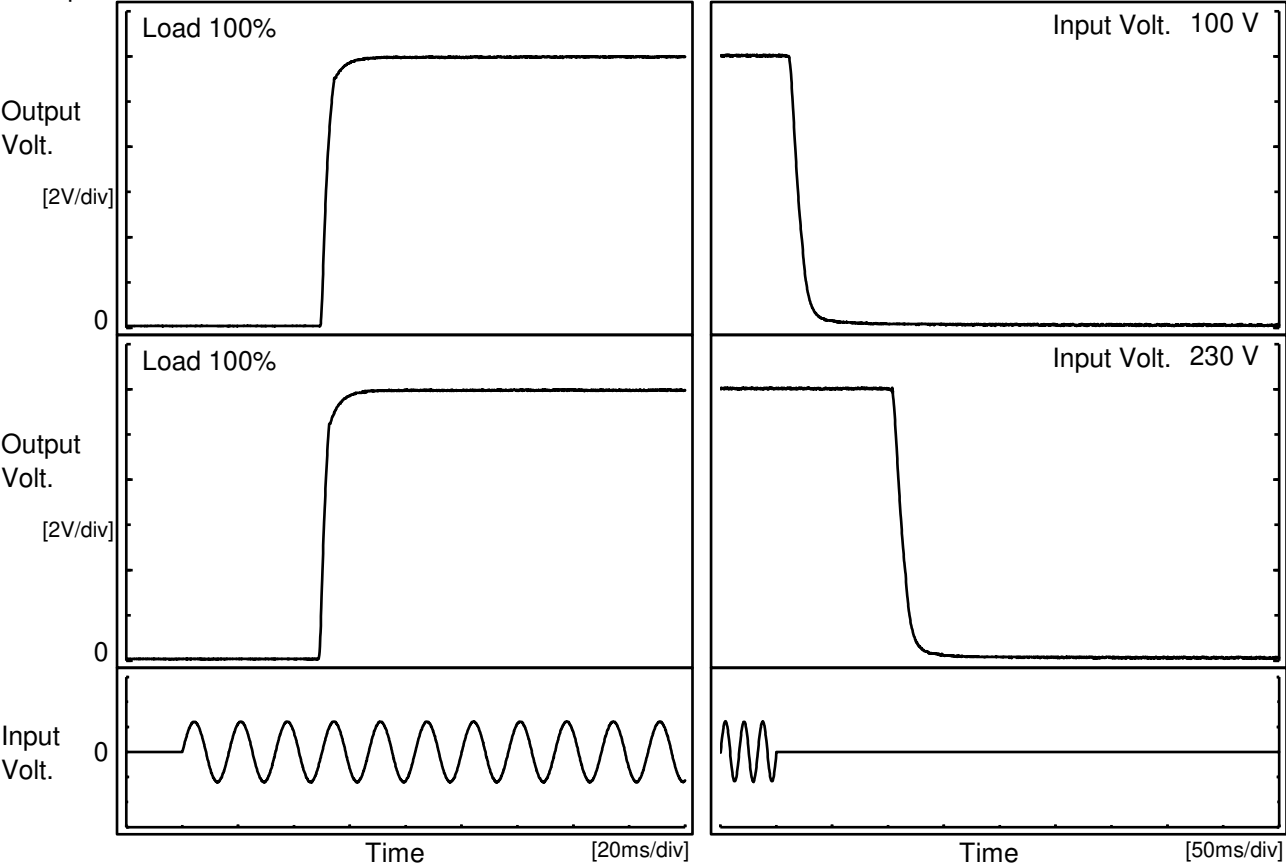 Load 100%
Input Volt. 100 V
Output
Volt.
[2V/div]
0
Load 100%
Input Volt. 230 V
Output
Volt.
[2V/div]
0
Input
Volt.
0
Time
[20ms/div]
Time
[50ms/div]